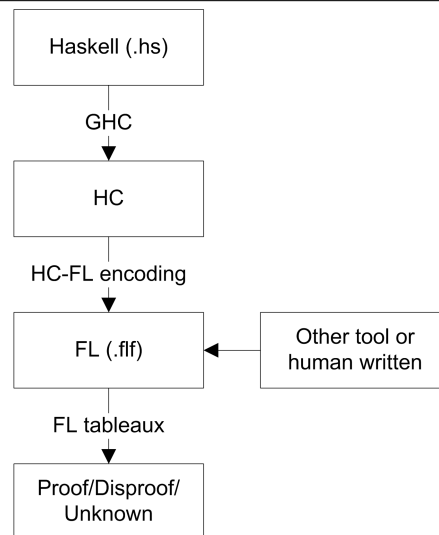 Haskell (.hs)
GHC
HC
HC-FL encoding
FL (.flf)
Other tool or
human written
FL tableaux
Proof/Disproof/
Unknown